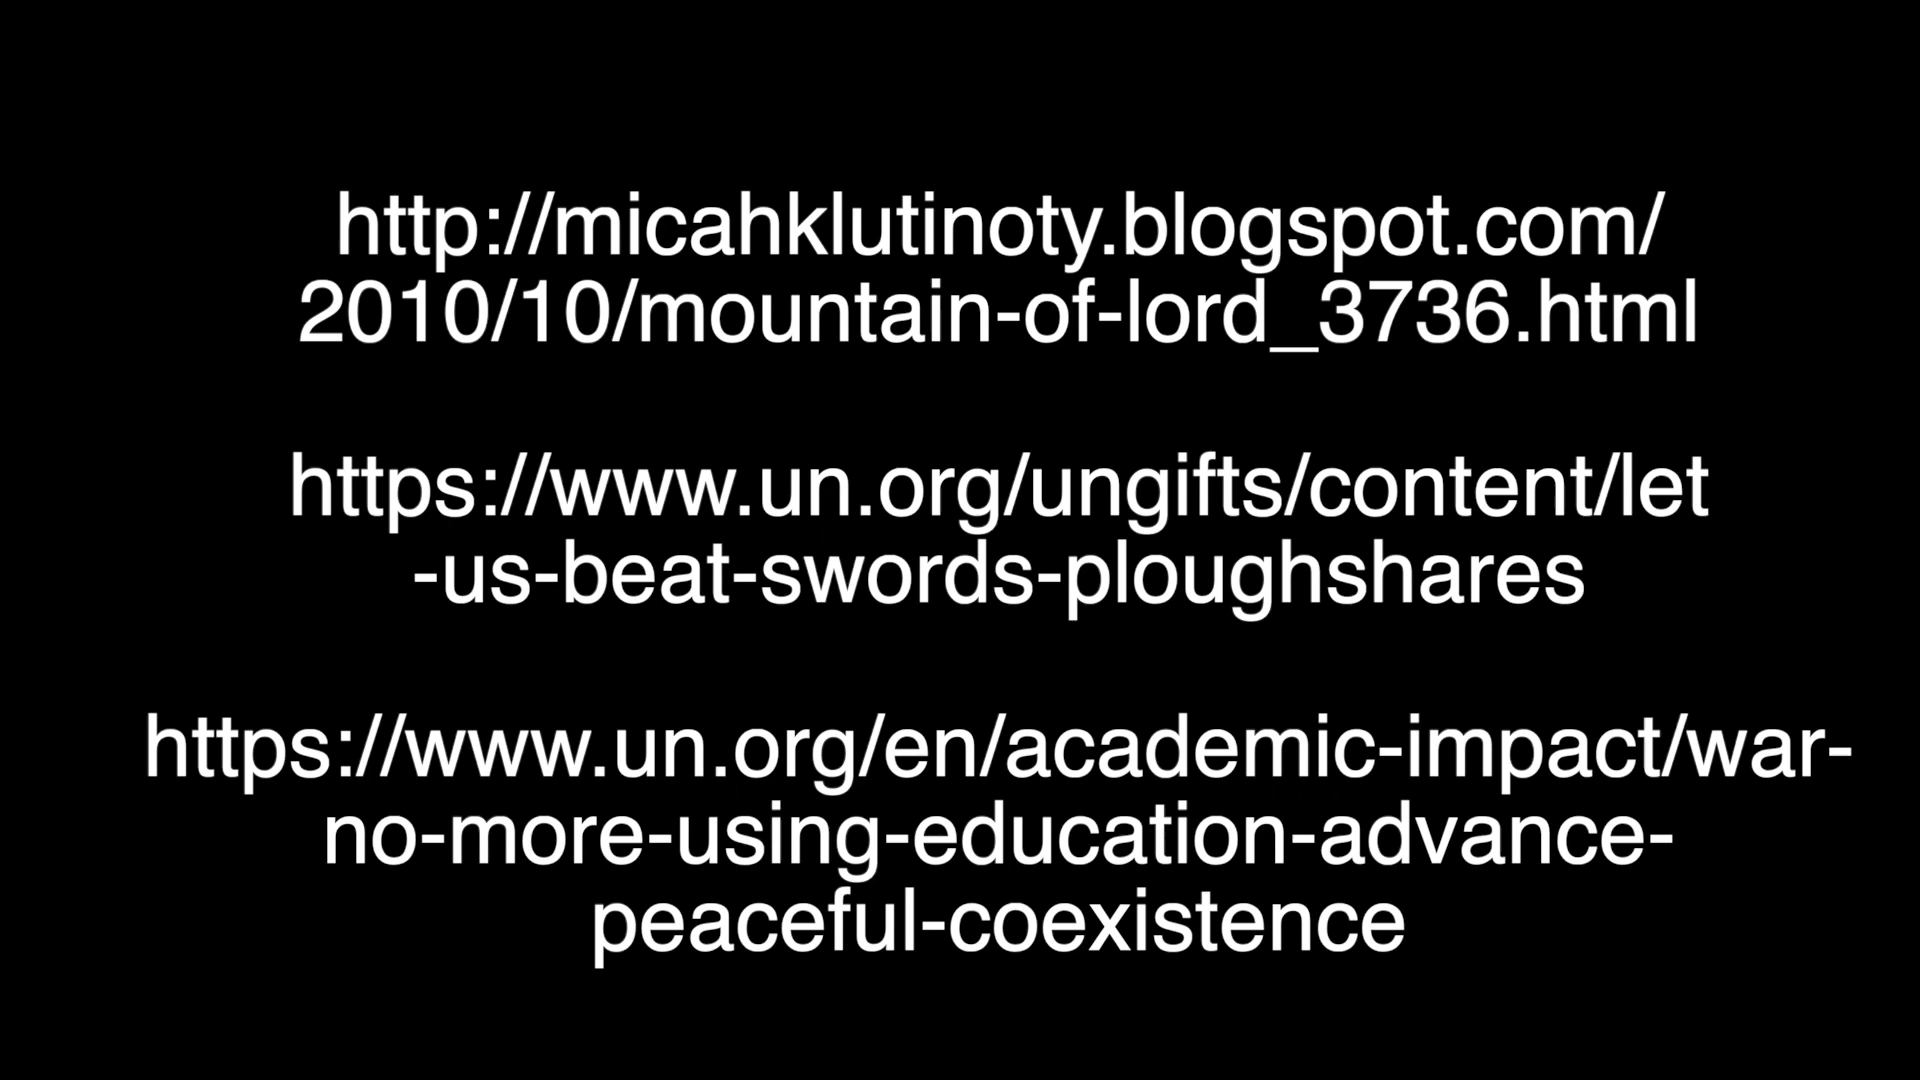 http://micahklutinoty.blogspot.com/
2010/10/mountain-of-lord_3736.html
https://www.un.org/ungifts/content/let
-us-beat-swords-ploughshares
https://www.un.org/en/academic-impact/war-
no-more-using-education-advance-
peaceful-coexistence